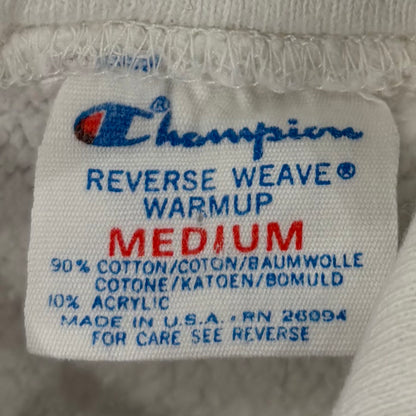 Champion®
REVERSE WEAVE®
WARMUP
MEDIUM
90% COTTON/COTON/BAUMWOLLE
COTONE/KATOEN/BOMULD
10% ACRYLIC
MADE IN U.S.A. • RN 26094
FOR CARE SEE REVERSE